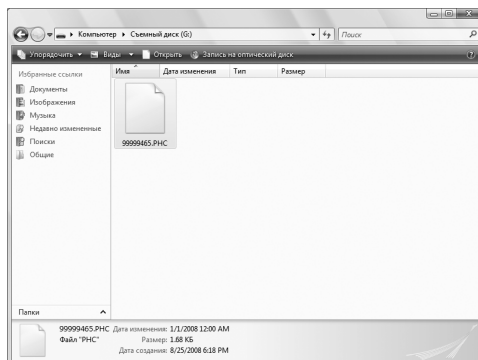 Компьютер ▸ Съемный диск (G:)
Поиск
Упорядочить Виды Открыть Запись на оптический диск
Избранные ссылки
Документы
Изображения
Музыка
Недавно измененные
Поиски
Общие
Имя Дата изменения Тип Размер
99999465.PHC
Папки
99999465.PHC Дата изменения: 1/1/2008 12:00 AM
Файл "PHC" Размер: 1.68 КБ
Дата создания: 8/25/2008 6:18 PM